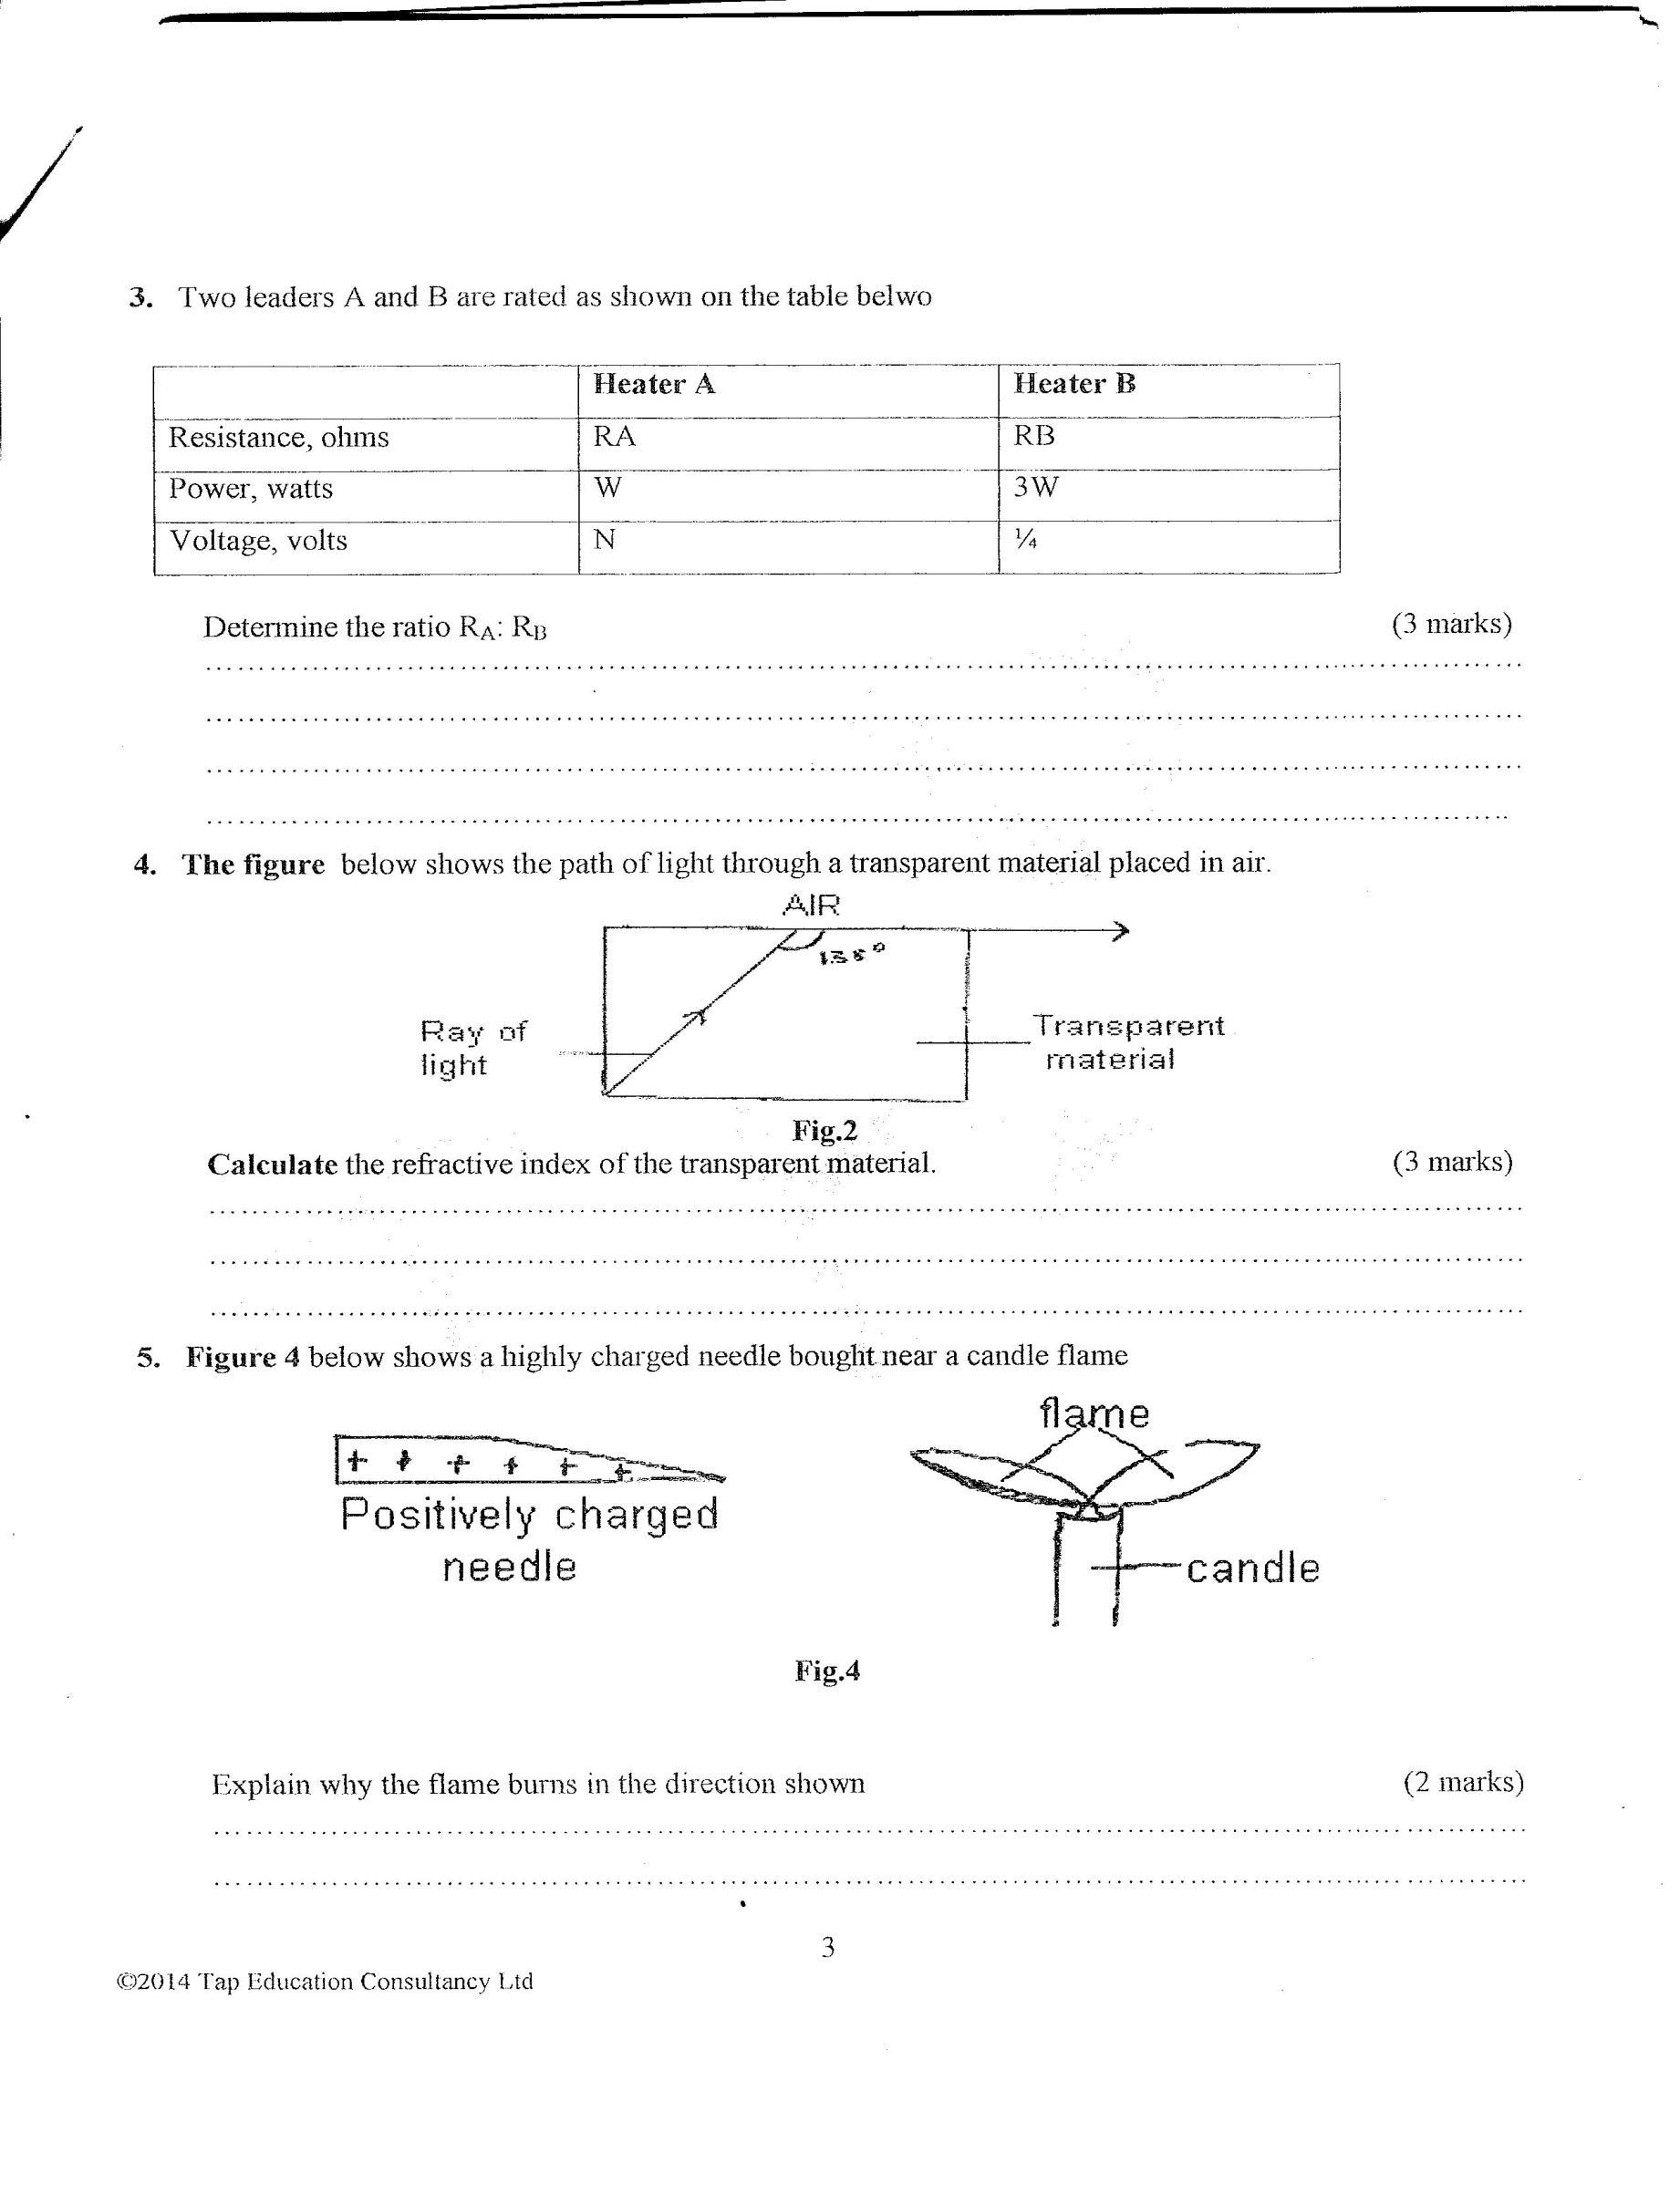 3. Two leaders A and B are rated as shown on the table belwo
Heater A Heater B
Resistance, ohms RA RB
Power, watts W 3W
Voltage, volts N ¼
Determine the ratio RA: RB (3 marks)
4. The figure below shows the path of light through a transparent material placed in air.
AIR
Ray of
light
Transparent
material
Fig.2
Calculate the refractive index of the transparent material. (3 marks)
5. Figure 4 below shows a highly charged needle bought near a candle flame
flame
+ + + + + +
Positively charged
needle
candle
Fig.4
Explain why the flame burns in the direction shown (2 marks)
3
©2014 Tap Education Consultancy Ltd